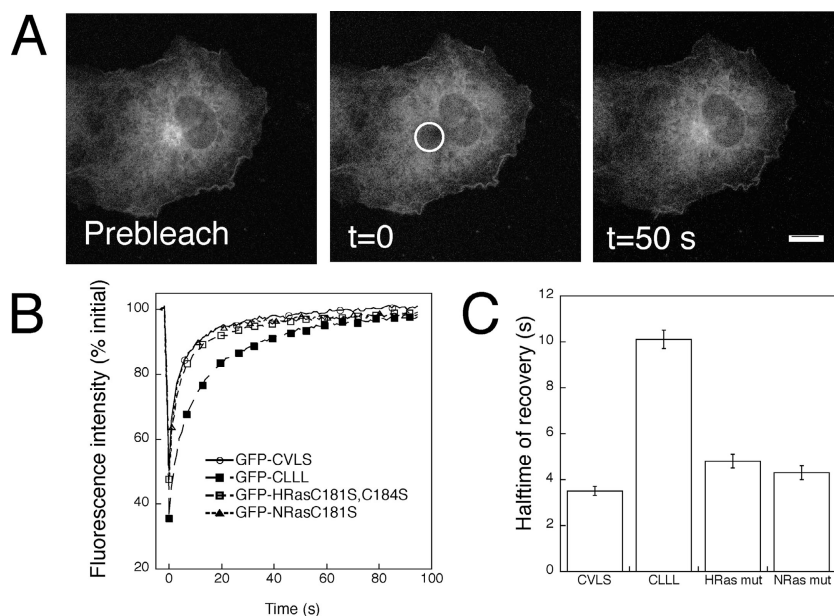 A
Prebleach
t=0
t=50 s
B
Fluorescence intensity (% initial)
100
80
60
40
20
GFP-CVLS
GFP-CLLL
GFP-HRasC181S,C184S
GFP-NRasC181S
0 20 40 60 80 100
Time (s)
C
Halftime of recovery (s)
12
10
8
6
4
2
0
CVLS CLLL HRas mut NRas mut